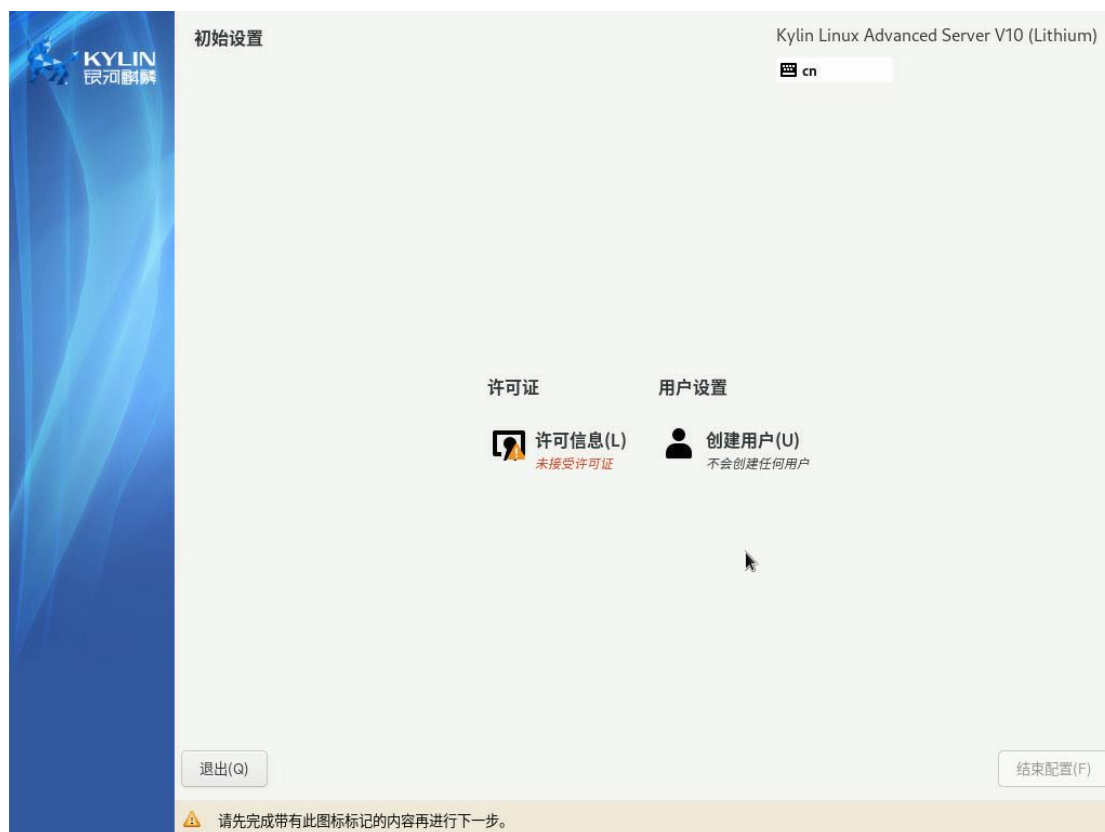 KYLIN
银河麒麟
初始设置
Kylin Linux Advanced Server V10 (Lithium)
cn
许可证
用户设置
许可信息(L)
未接受许可证
创建用户(U)
不会创建任何用户
退出(Q)
结束配置(F)
请先完成带有此图标标记的内容再进行下一步。